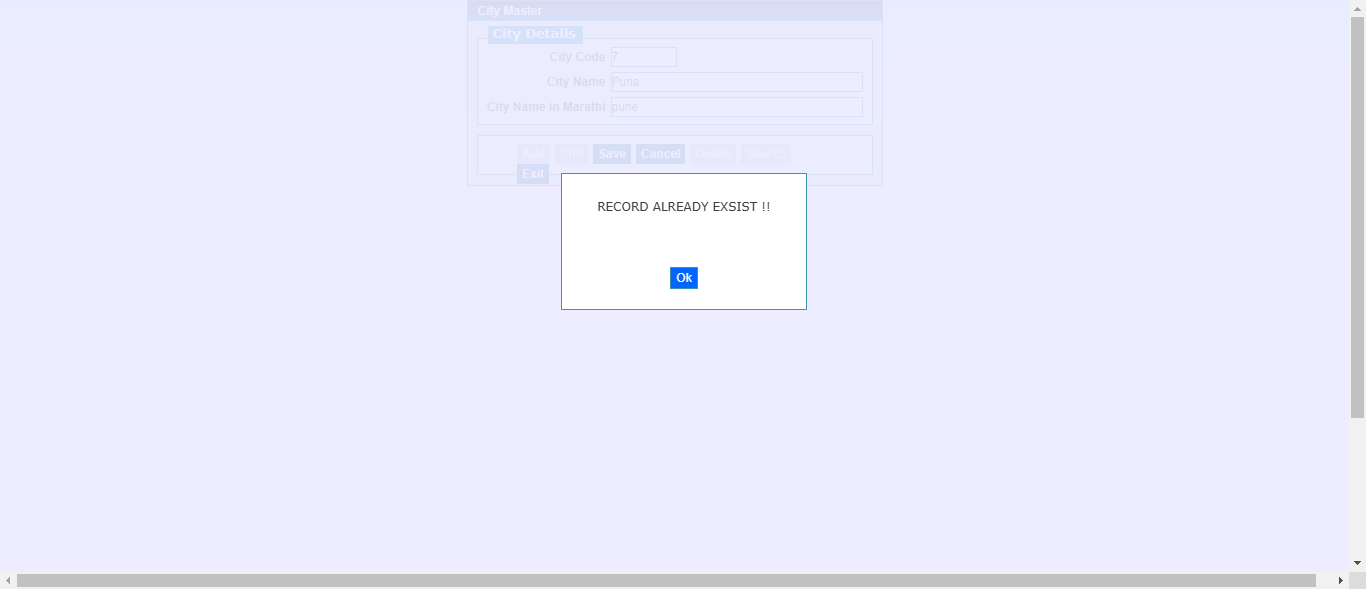 City Master
City Details
City Code 7
City Name Puna
City Name in Marathi pune
Add Edit Save Cancel Delete Search
Exit
RECORD ALREADY EXSIST !!
Ok